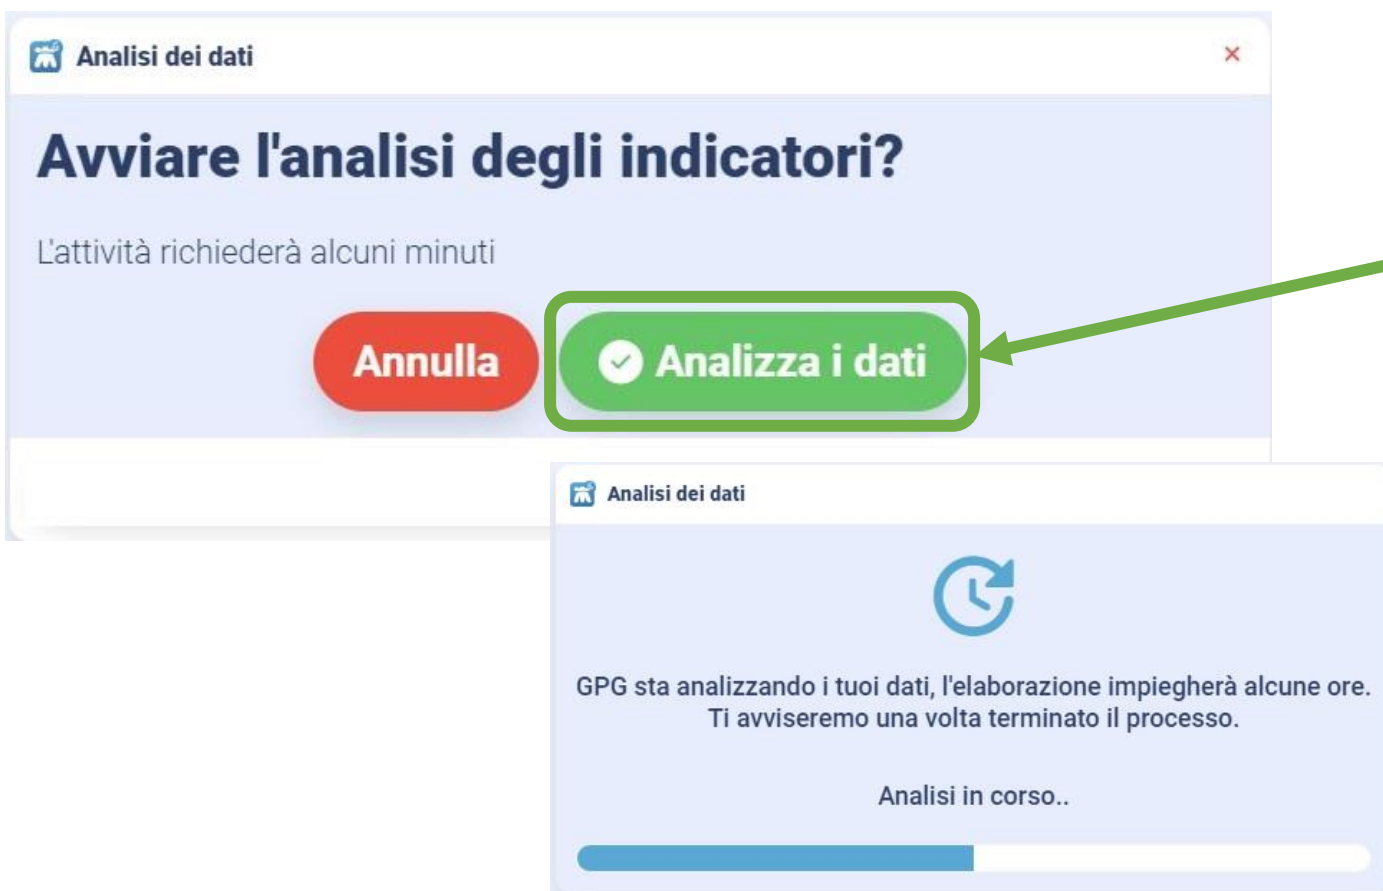 Analisi dei dati
Avviare l'analisi degli indicatori?
L'attività richiederà alcuni minuti
Annulla
Analizza i dati
Analisi dei dati
GPG sta analizzando i tuoi dati, l'elaborazione impiegherà alcune ore.
Ti avviseremo una volta terminato il processo.
Analisi in corso..